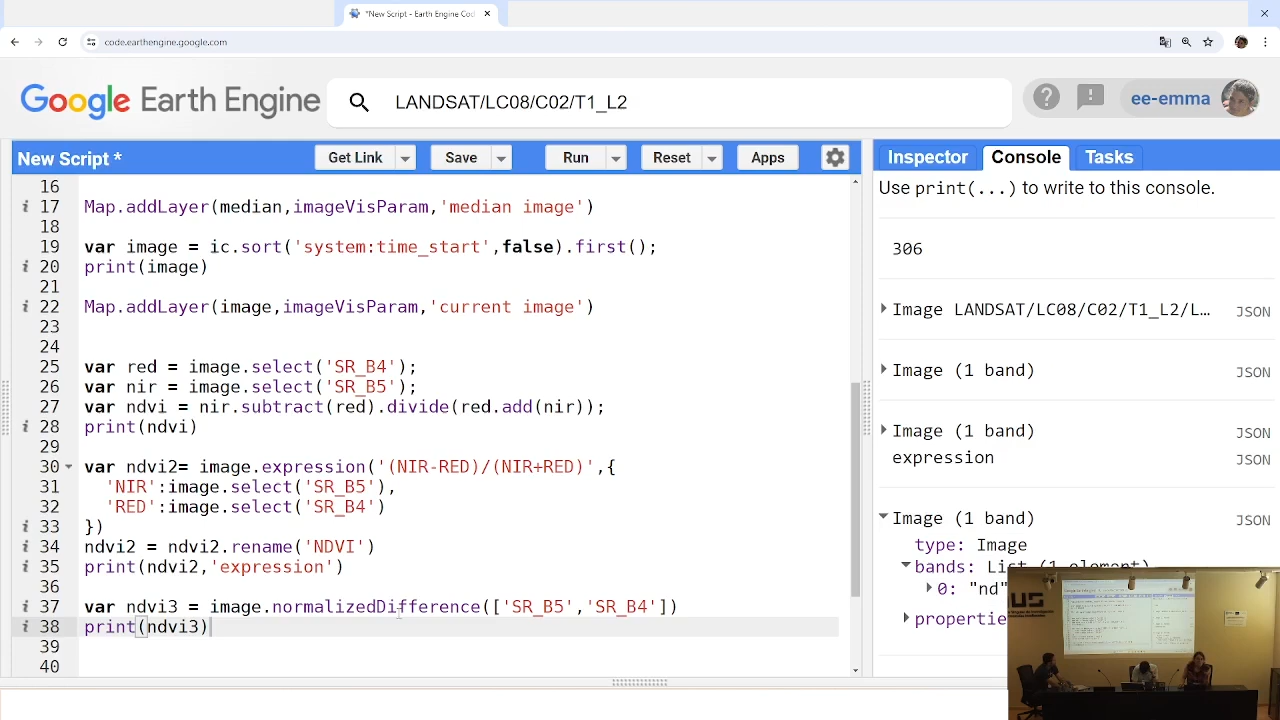 *New Script - Earth Engine Cod
code.earthengine.google.com
Google Earth Engine
LANDSAT/LC08/C02/T1_L2
ee-emma
New Script *
Get Link
Save
Run
Reset
Apps
Inspector
Console
Tasks
16
17 Map.addLayer(median,imageVisParam,'median image')
18
19 var image = ic.sort('system:time_start',false).first();
20 print(image)
21
22 Map.addLayer(image,imageVisParam,'current image')
23
24
25 var red = image.select('SR_B4');
26 var nir = image.select('SR_B5');
27 var ndvi = nir.subtract(red).divide(red.add(nir));
28 print(ndvi)
29
30 var ndvi2= image.expression('(NIR-RED)/(NIR+RED)',{
31 'NIR':image.select('SR_B5'),
32 'RED':image.select('SR_B4')
33 })
34 ndvi2 = ndvi2.rename('NDVI')
35 print(ndvi2,'expression')
36
37 var ndvi3 = image.normalizedDifference(['SR_B5','SR_B4'])
38 print(ndvi3)
39
40
Use print(...) to write to this console.
306
Image LANDSAT/LC08/C02/T1_L2/L… JSON
Image (1 band) JSON
Image (1 band) JSON
expression JSON
Image (1 band) JSON
type: Image
bands: List (1 element)
0: "nd"
propertie